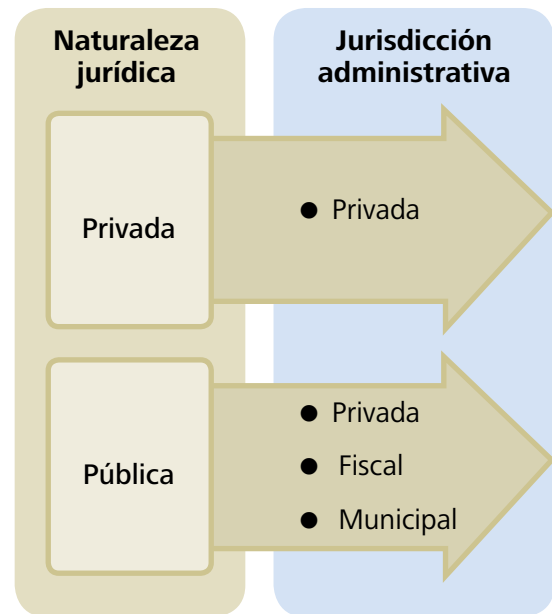 Naturaleza
jurídica
Jurisdicción
administrativa
Privada
● Privada
Pública
● Privada
● Fiscal
● Municipal